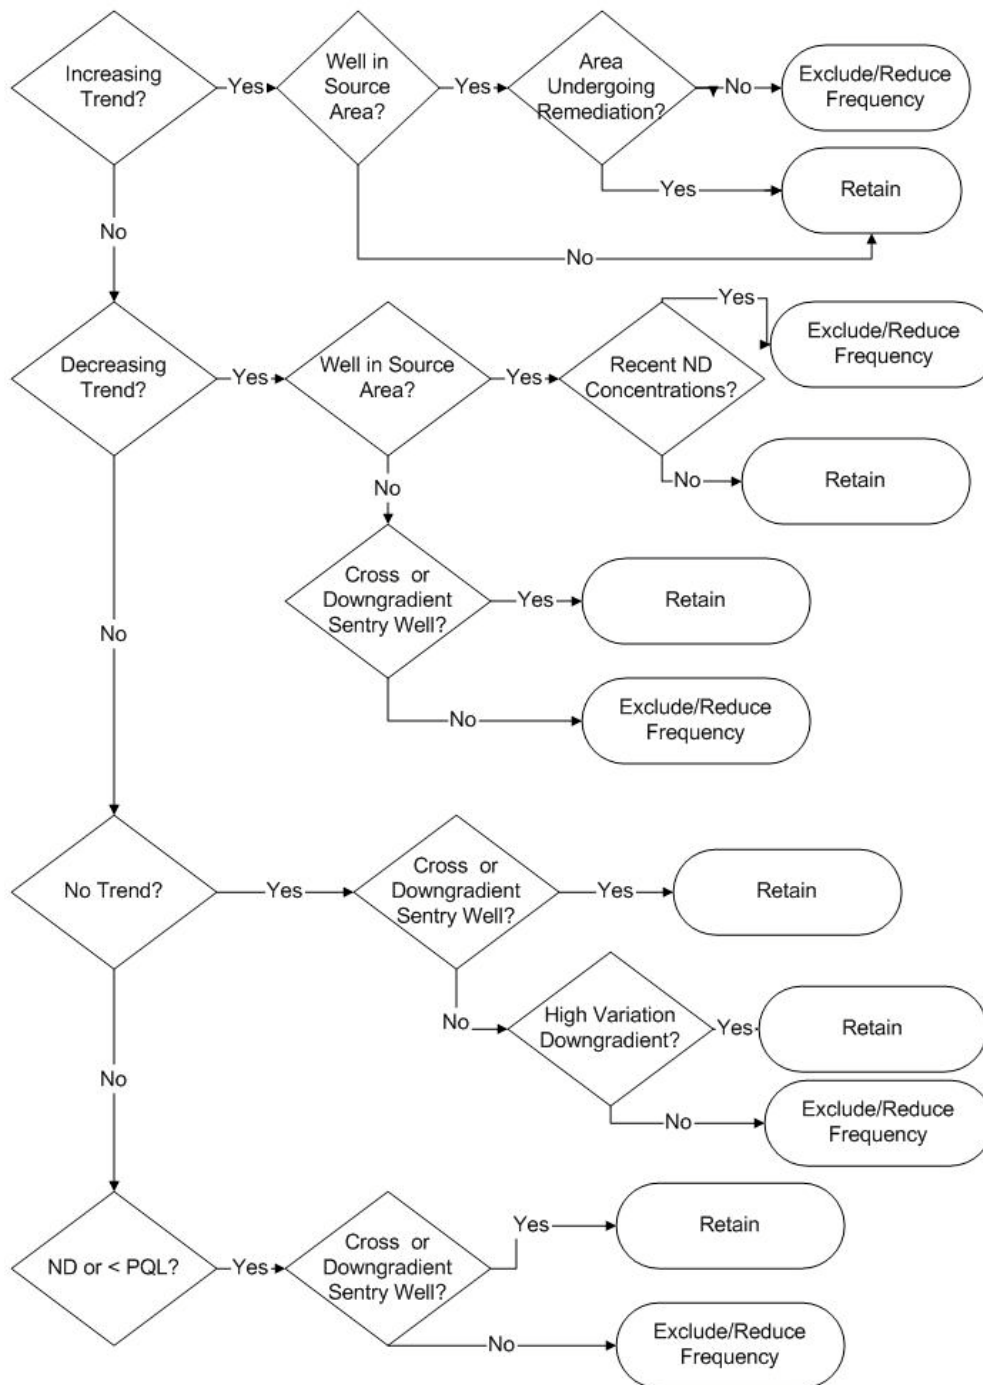 Increasing
Trend?
Yes
Well in
Source
Area?
Yes
Area
Undergoing
Remediation?
No
Exclude/Reduce
Frequency
Yes
Retain
No
No
Decreasing
Trend?
Yes
Well in Source
Area?
Yes
Recent ND
Concentrations?
Yes
Exclude/Reduce
Frequency
No
Retain
No
Cross or
Downgradient
Sentry Well?
Yes
Retain
No
Exclude/Reduce
Frequency
No
No Trend?
Yes
Cross or
Downgradient
Sentry Well?
Yes
Retain
No
High Variation
Downgradient?
Yes
Retain
No
Exclude/Reduce
Frequency
No
ND or < PQL?
Yes
Cross or
Downgradient
Sentry Well?
Yes
Retain
No
Exclude/Reduce
Frequency